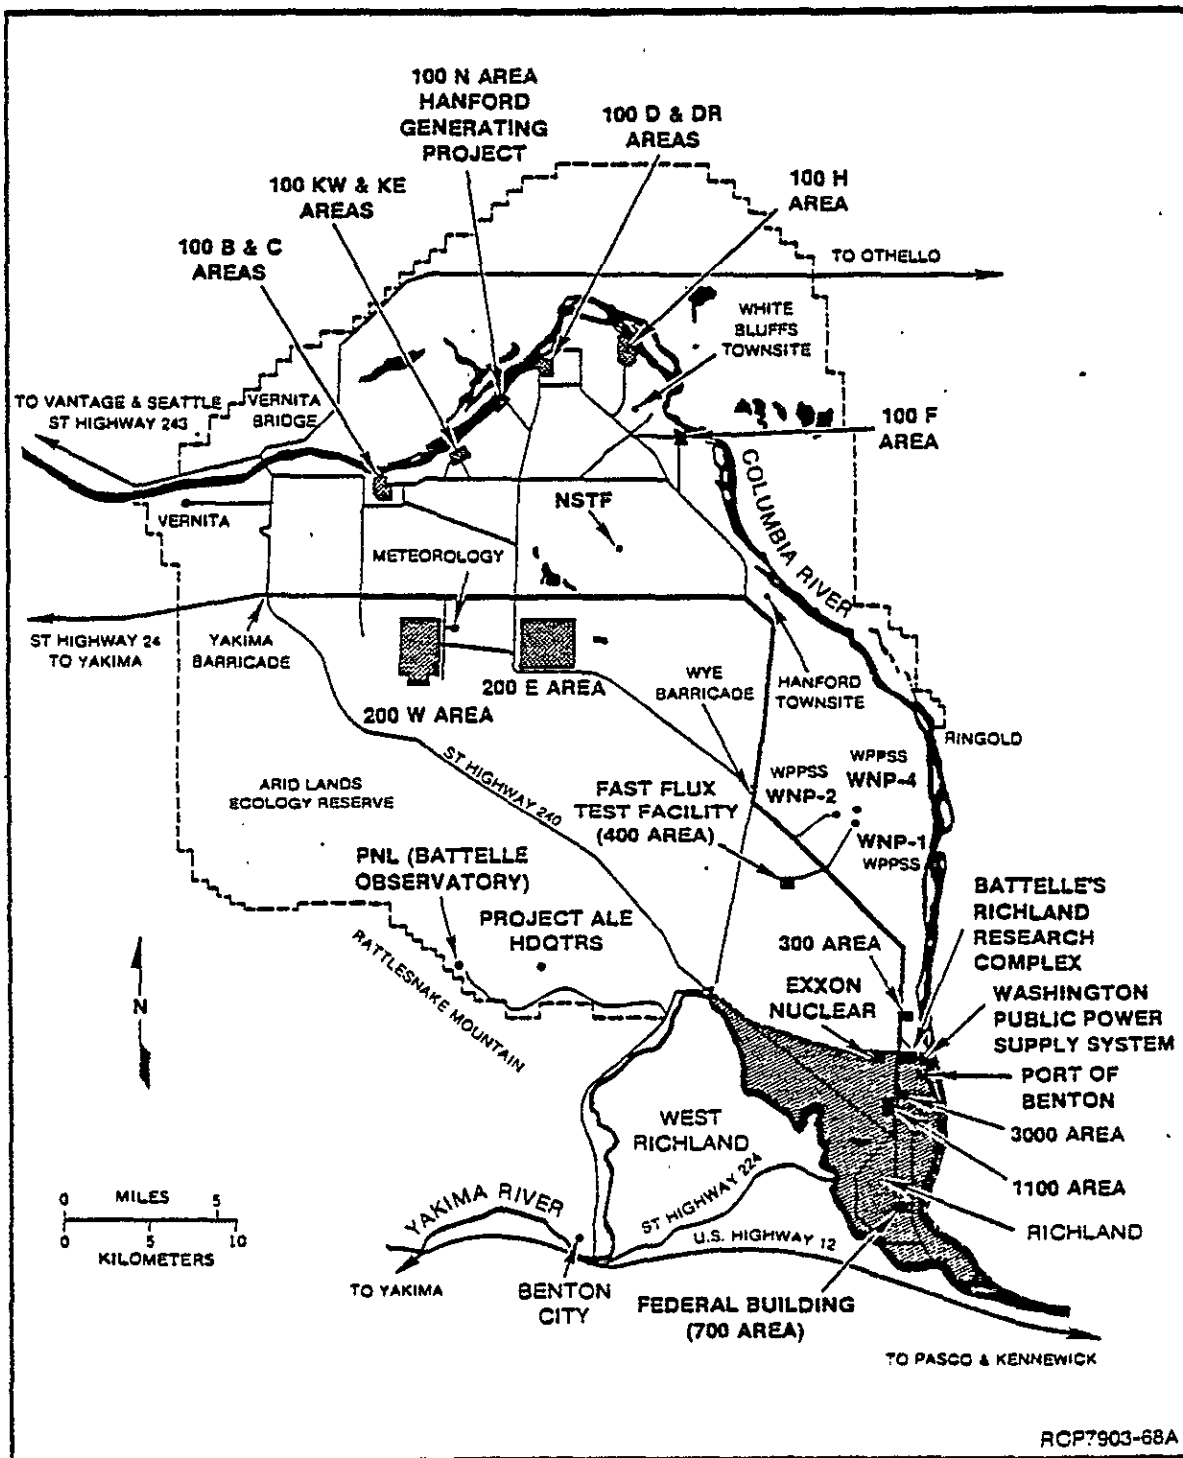 100 N AREA
HANFORD
GENERATING
PROJECT
100 D & DR
AREAS
100 KW & KE
AREAS
100 H
AREA
100 B & C
AREAS
TO OTHELLO
WHITE
BLUFFS
TOWNSITE
TO VANTAGE & SEATTLE
ST HIGHWAY 243
VERNITA
BRIDGE
100 F
AREA
COLUMBIA RIVER
VERNITA
NSTF
METEOROLOGY
ST HIGHWAY 24
TO YAKIMA
YAKIMA
BARRICADE
200 E AREA
200 W AREA
WYE
BARRICADE
HANFORD
TOWNSITE
RINGOLD
ST HIGHWAY 240
ARID LANDS
ECOLOGY RESERVE
WPPSS
WNP-2
WPPSS
WNP-4
FAST FLUX
TEST FACILITY
(400 AREA)
WNP-1
WPPSS
PNL (BATTELLE
OBSERVATORY)
PROJECT ALE
HDQTRS
RATTLESNAKE MOUNTAIN
BATTELLE'S
RICHLAND
RESEARCH
COMPLEX
300 AREA
EXXON
NUCLEAR
WASHINGTON
PUBLIC POWER
SUPPLY SYSTEM
PORT OF
BENTON
N
WEST
RICHLAND
3000 AREA
1100 AREA
RICHLAND
ST HIGHWAY 224
U.S. HIGHWAY 12
YAKIMA RIVER
0 MILES 5
0 5 10
KILOMETERS
TO YAKIMA
BENTON
CITY
FEDERAL BUILDING
(700 AREA)
TO PASCO & KENNEWICK
RCP7903-68A